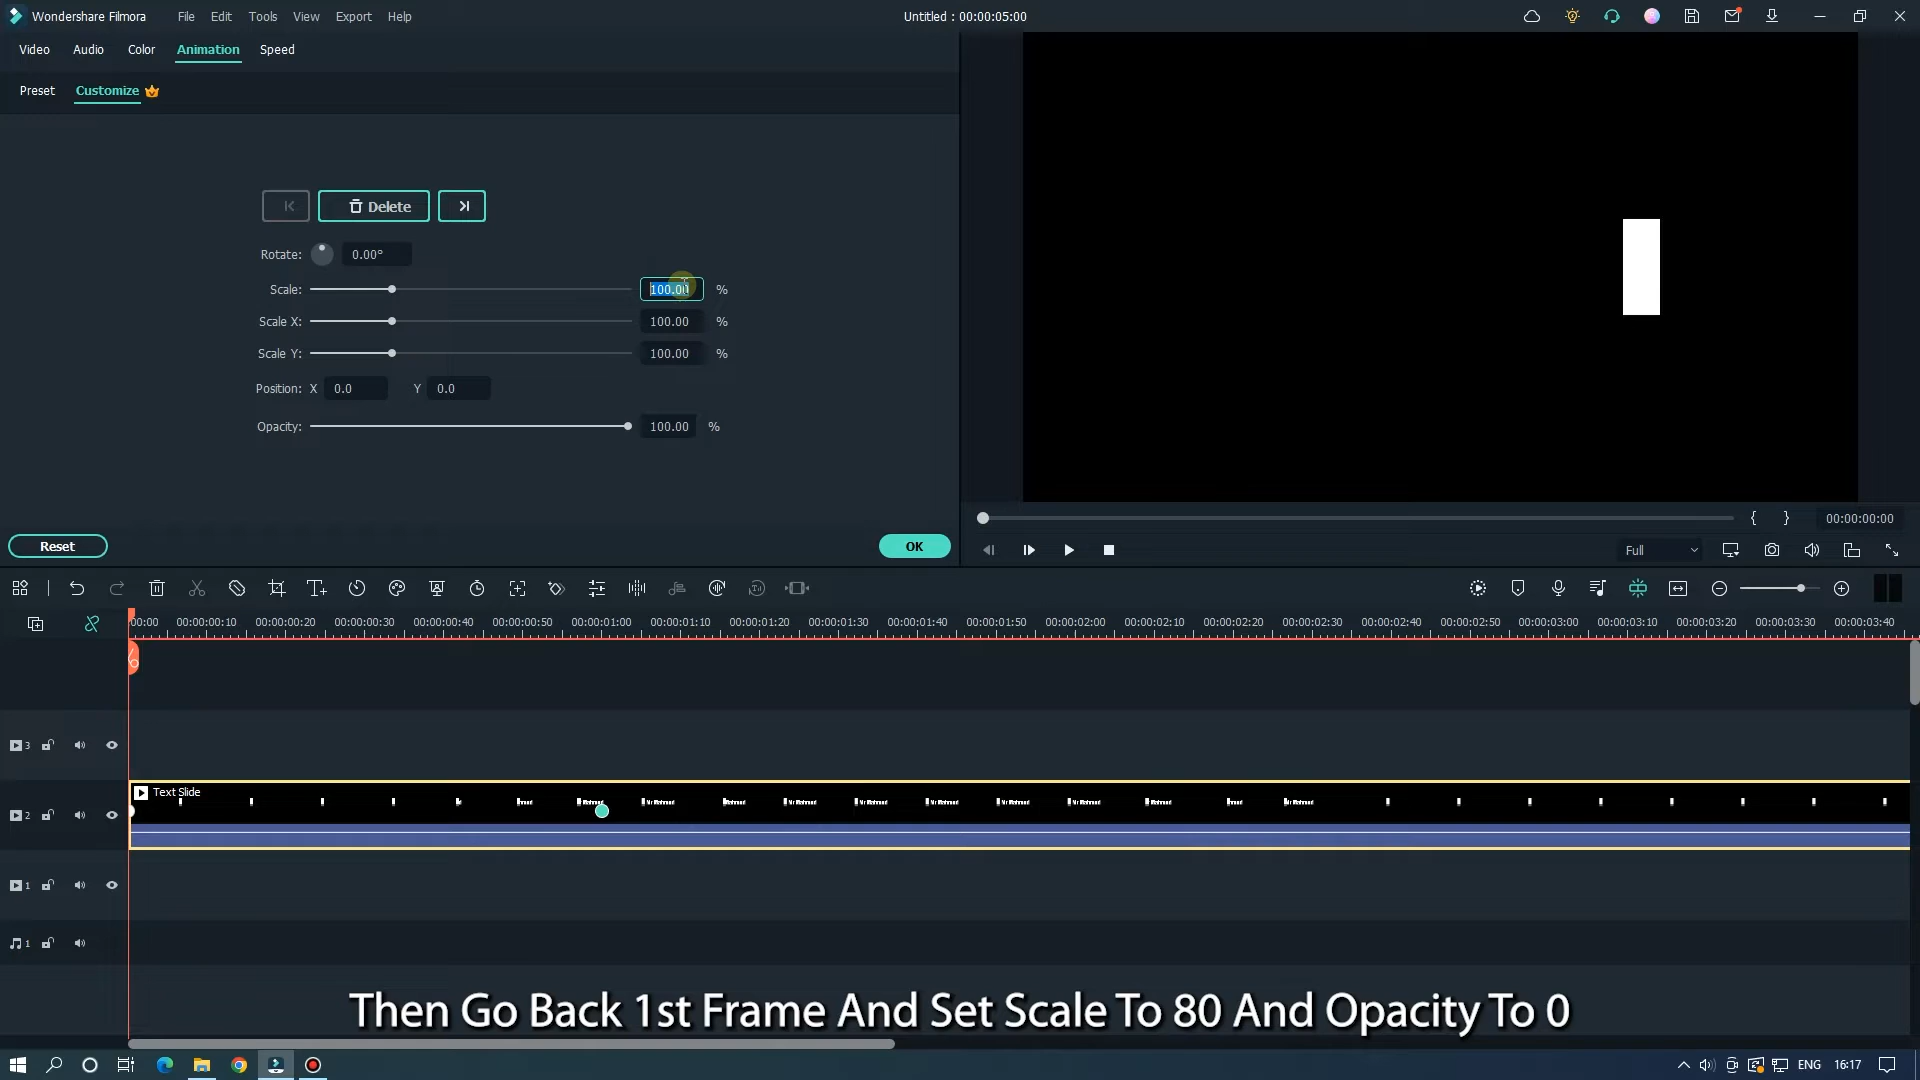 Wondershare Filmora File Edit Tools View Export Help Untitled : 00:00:05:00
Video Audio Color Animation Speed
Preset Customize
Delete
Rotate: 0.00°
Scale: 100.00 %
Scale X: 100.00 %
Scale Y: 100.00 %
Position: X 0.0 Y 0.0
Opacity: 100.00 %
00:00:00:00
Reset OK
Full
00:00 00:00:00:10 00:00:00:20 00:00:00:30 00:00:00:40 00:00:00:50 00:00:01:00 00:00:01:10 00:00:01:20 00:00:01:30 00:00:01:40 00:00:01:50 00:00:02:00 00:00:02:10 00:00:02:20 00:00:02:30 00:00:02:40 00:00:02:50 00:00:03:00 00:00:03:10 00:00:03:20 00:00:03:30 00:00:03:40
3
Text Slide
2
1
1
Then Go Back 1st Frame And Set Scale To 80 And Opacity To 0
ENG 16:17